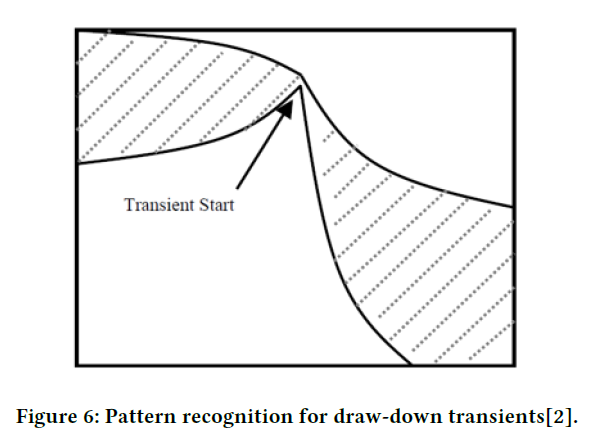 Transient Start
Figure 6: Pattern recognition for draw-down transients[2].